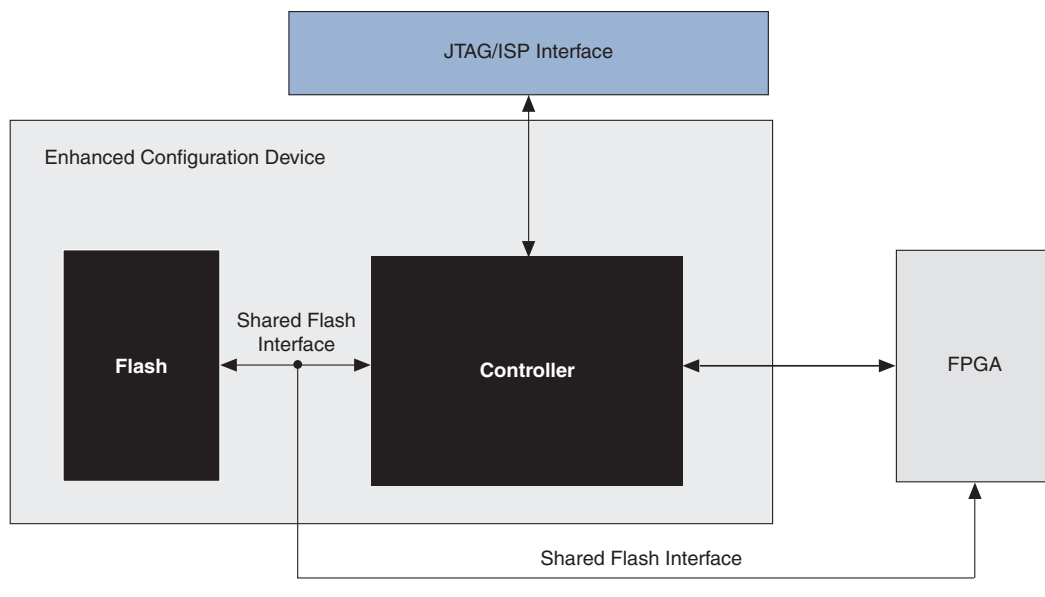 JTAG/ISP Interface
Enhanced Configuration Device
Shared Flash
Interface
Flash
Controller
FPGA
Shared Flash Interface